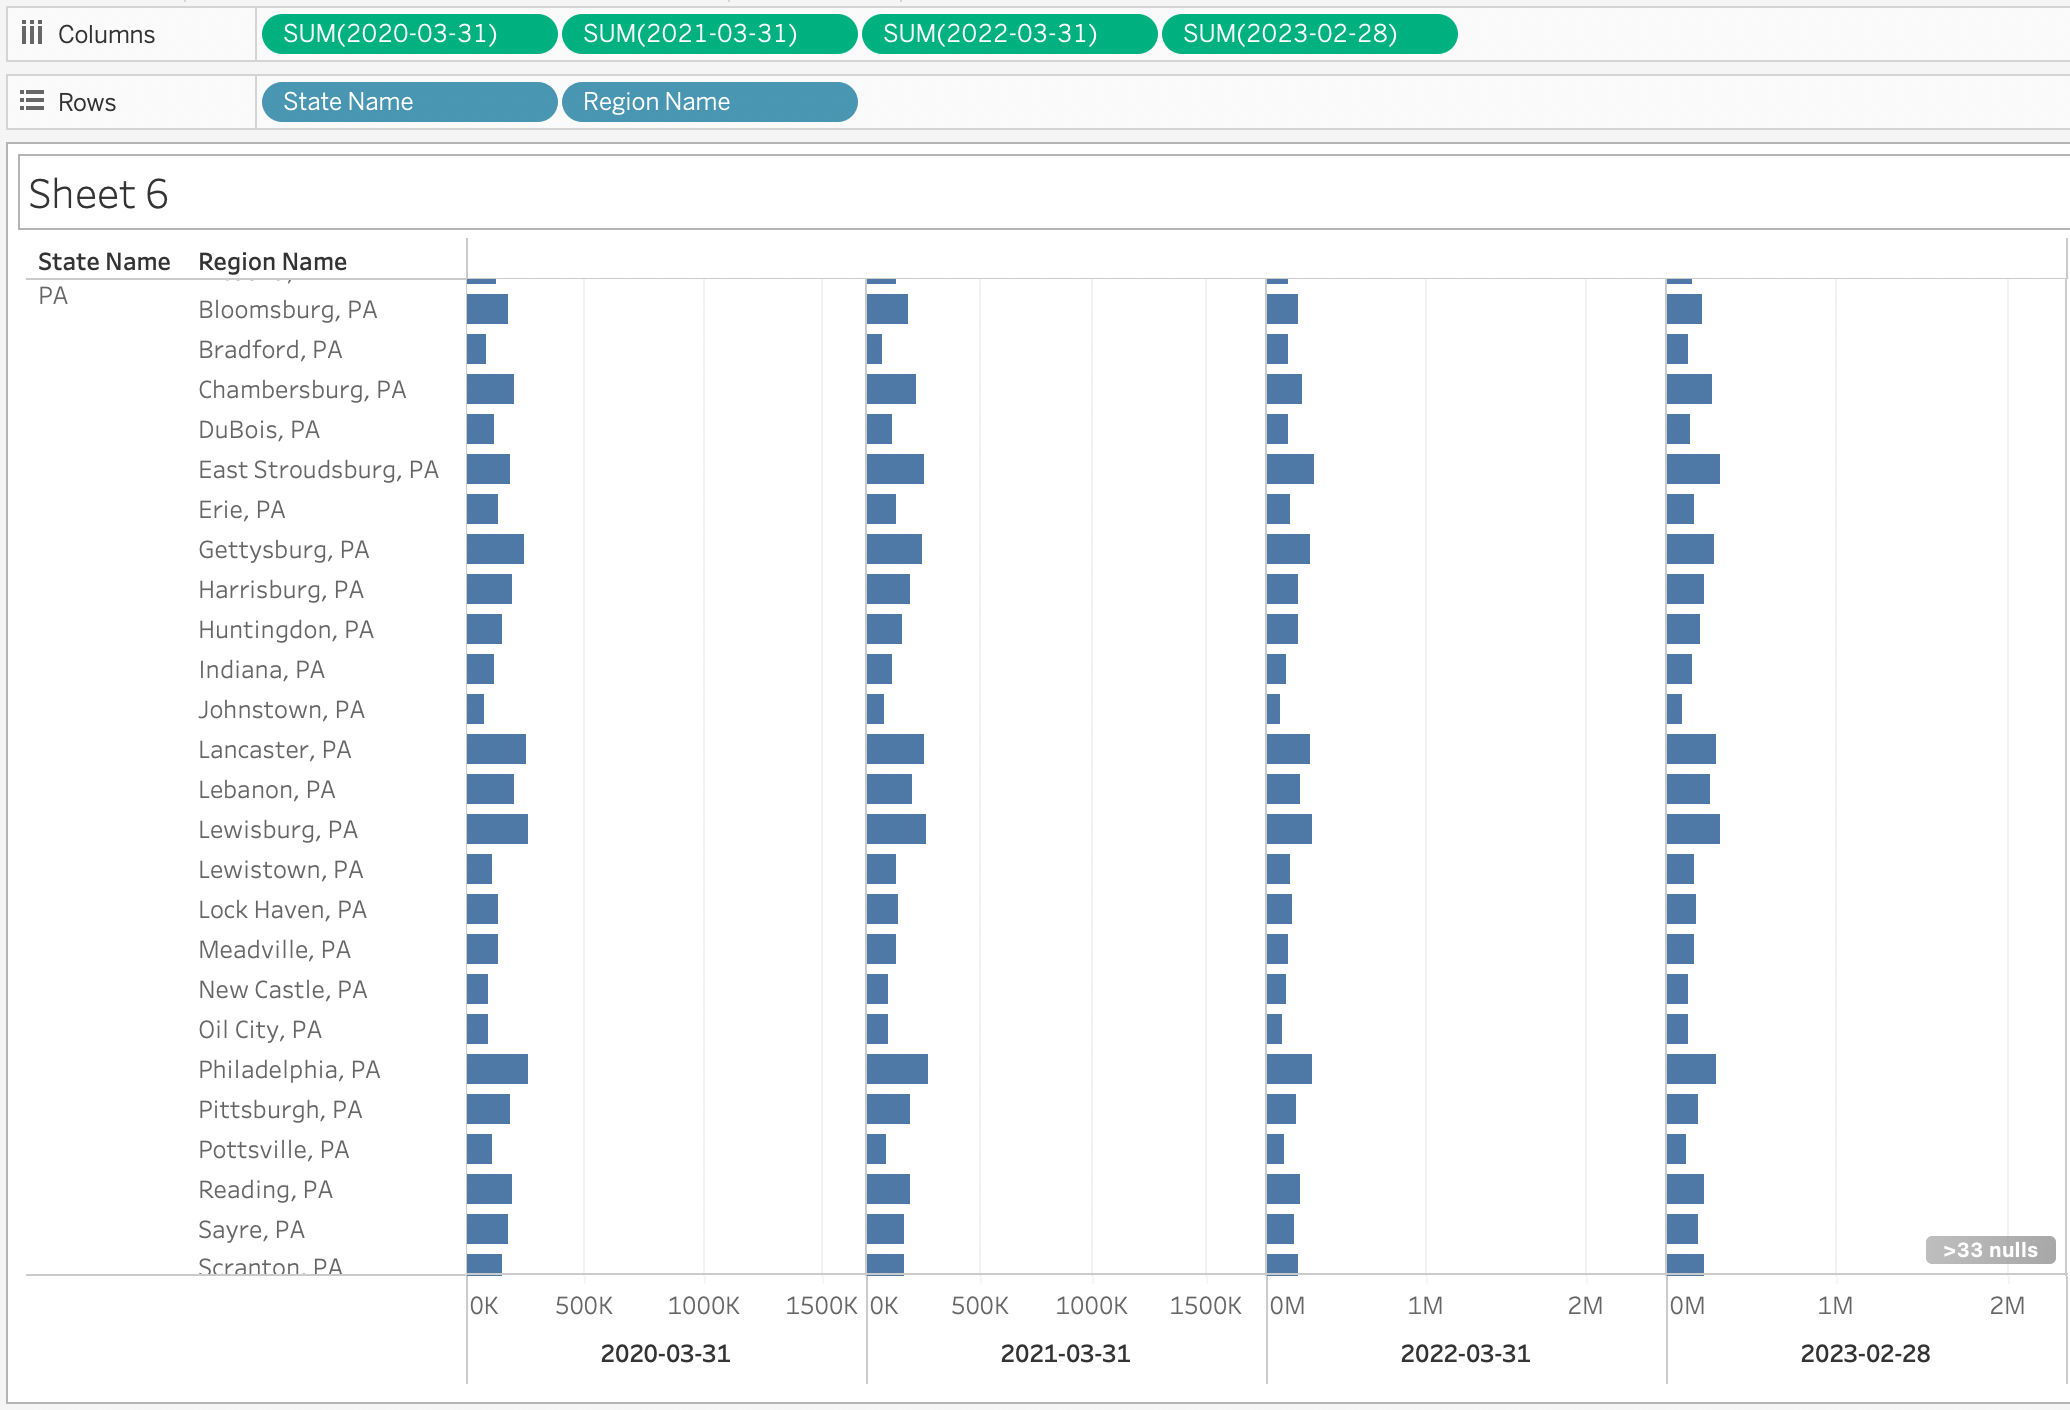 Columns SUM(2020-03-31) SUM(2021-03-31) SUM(2022-03-31) SUM(2023-02-28)
Rows State Name Region Name
Sheet 6
State Name Region Name
PA
Bloomsburg, PA
Bradford, PA
Chambersburg, PA
DuBois, PA
East Stroudsburg, PA
Erie, PA
Gettysburg, PA
Harrisburg, PA
Huntingdon, PA
Indiana, PA
Johnstown, PA
Lancaster, PA
Lebanon, PA
Lewisburg, PA
Lewistown, PA
Lock Haven, PA
Meadville, PA
New Castle, PA
Oil City, PA
Philadelphia, PA
Pittsburgh, PA
Pottsville, PA
Reading, PA
Sayre, PA
>33 nulls
Scranton, PA
0K 500K 1000K 1500K 0K 500K 1000K 1500K 0M 1M 2M 0M 1M 2M
2020-03-31 2021-03-31 2022-03-31 2023-02-28